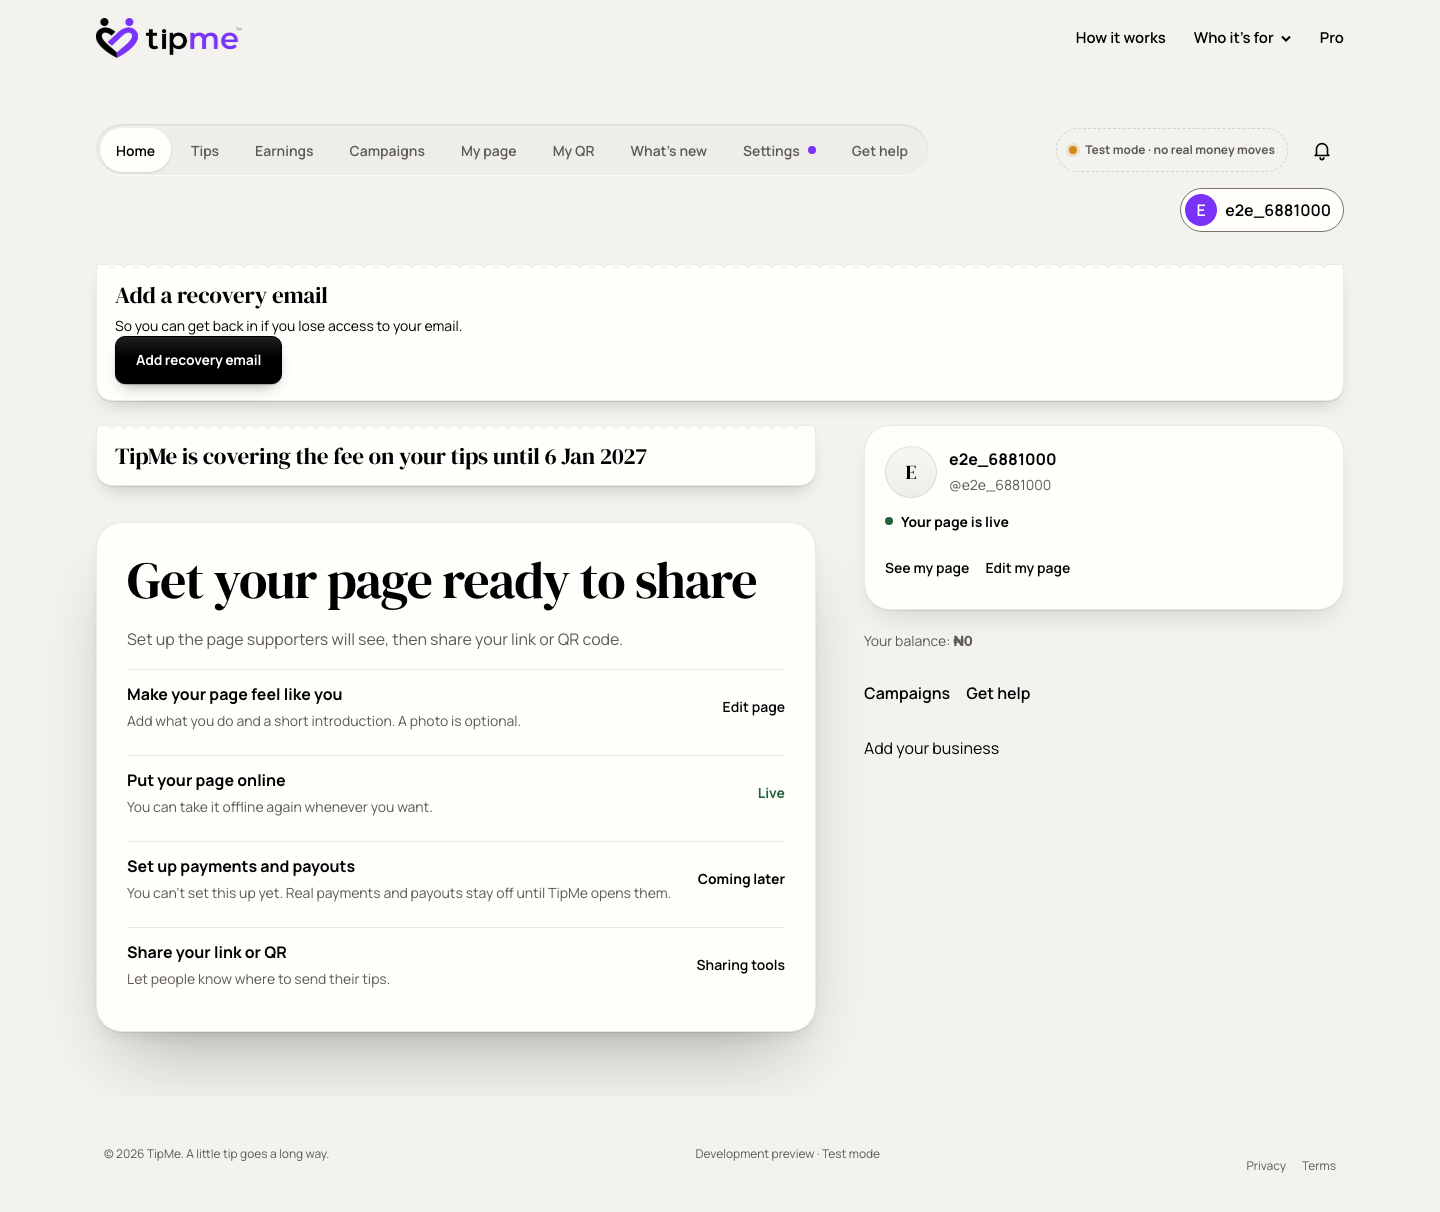 tipme
How it works
Who it's for
Pro
Home
Tips
Earnings
Campaigns
My page
My QR
What's new
Settings
Get help
Test mode · no real money moves
E
e2e_6881000
Add a recovery email
So you can get back in if you lose access to your email.
Add recovery email
TipMe is covering the fee on your tips until 6 Jan 2027
Get your page ready to share
Set up the page supporters will see, then share your link or QR code.
Make your page feel like you
Add what you do and a short introduction. A photo is optional.
Edit page
Put your page online
You can take it offline again whenever you want.
Live
Set up payments and payouts
You can't set this up yet. Real payments and payouts stay off until TipMe opens them.
Coming later
Share your link or QR
Let people know where to send their tips.
Sharing tools
E
e2e_6881000
@e2e_6881000
Your page is live
See my page
Edit my page
Your balance: ₦0
Campaigns
Get help
Add your business
© 2026 TipMe. A little tip goes a long way.
Development preview · Test mode
Privacy
Terms